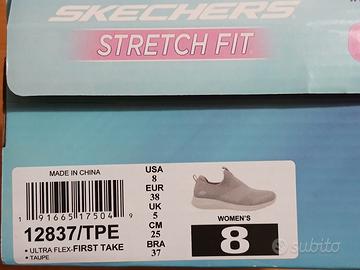 SKECHERS
STRETCH FIT
MADE IN CHINA
1 91665 17504 9
12837/TPE
• ULTRA FLEX-FIRST TAKE
• TAUPE
USA
8
EUR
38
UK
5
CM
25
BRA
37
WOMEN'S
8
subito